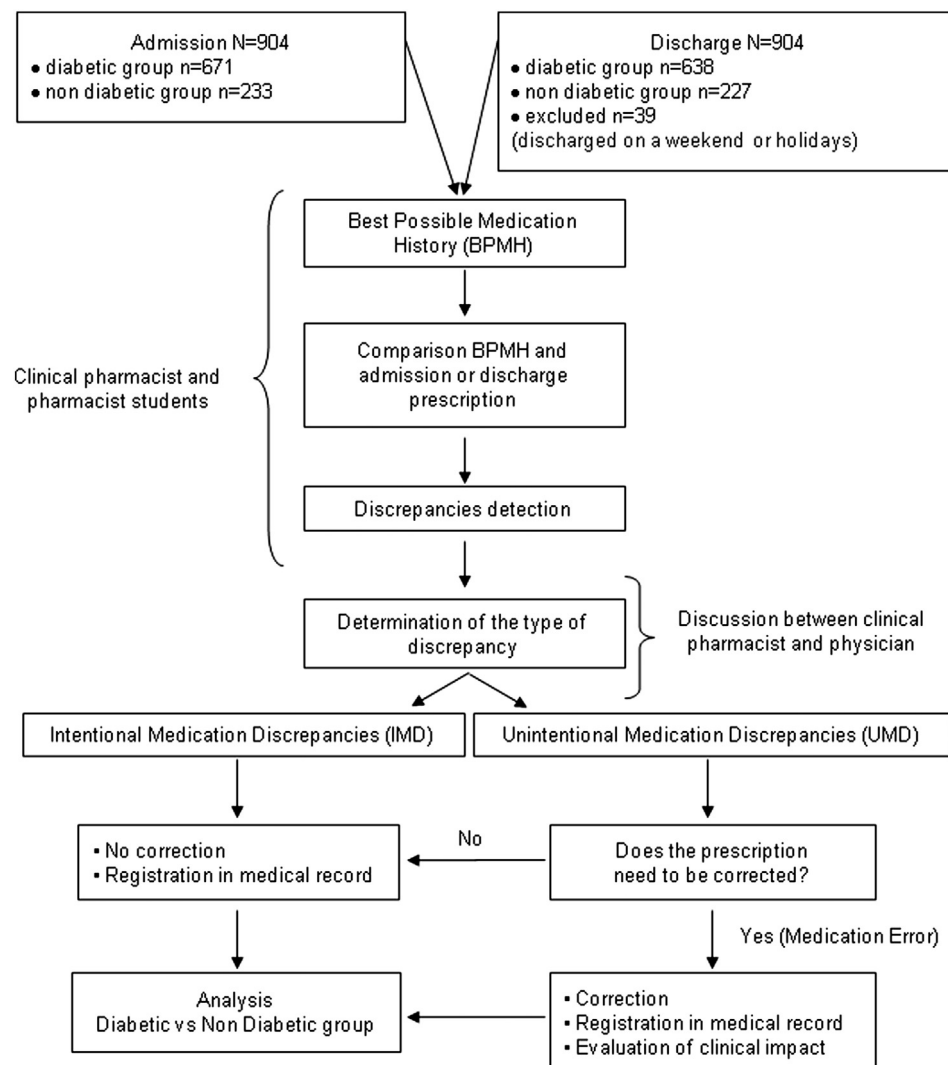 Admission N=904
• diabetic group n=671
• non diabetic group n=233
Discharge N=904
• diabetic group n=638
• non diabetic group n=227
• excluded n=39
(discharged on a weekend or holidays)
Best Possible Medication
History (BPMH)
Comparison BPMH and
admission or discharge
prescription
Clinical pharmacist and
pharmacist students
Discrepancies detection
Determination of the type of
discrepancy
Discussion between clinical
pharmacist and physician
Intentional Medication Discrepancies (IMD)
Unintentional Medication Discrepancies (UMD)
▪ No correction
▪ Registration in medical record
No
Does the prescription
need to be corrected?
Yes (Medication Error)
Analysis
Diabetic vs Non Diabetic group
▪ Correction
▪ Registration in medical record
▪ Evaluation of clinical impact